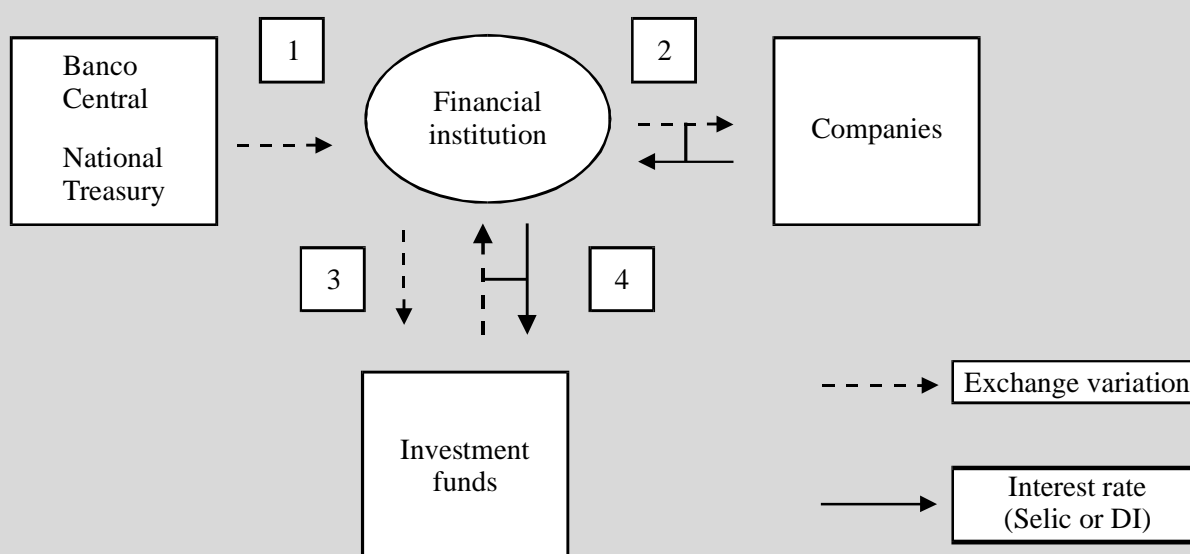 1
2
Banco
Central
National
Treasury
Financial
institution
Companies
3
4
Investment
funds
Exchange variation
Interest rate
(Selic or DI)